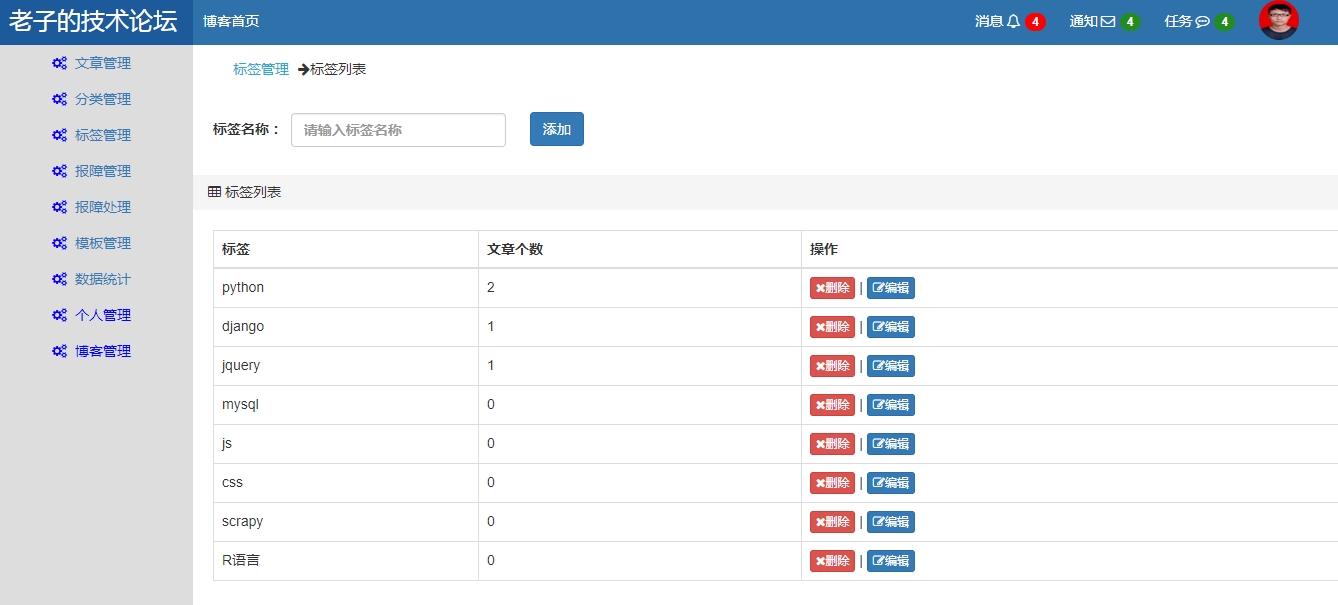 老子的技术论坛 博客首页 消息 4 通知 4 任务 4
文章管理
分类管理
标签管理
报障管理
报障处理
模板管理
数据统计
个人管理
博客管理
标签管理 ➔标签列表
标签名称： 请输入标签名称 添加
标签列表
标签 文章个数 操作
python 2 删除 | 编辑
django 1 删除 | 编辑
jquery 1 删除 | 编辑
mysql 0 删除 | 编辑
js 0 删除 | 编辑
css 0 删除 | 编辑
scrapy 0 删除 | 编辑
R语言 0 删除 | 编辑